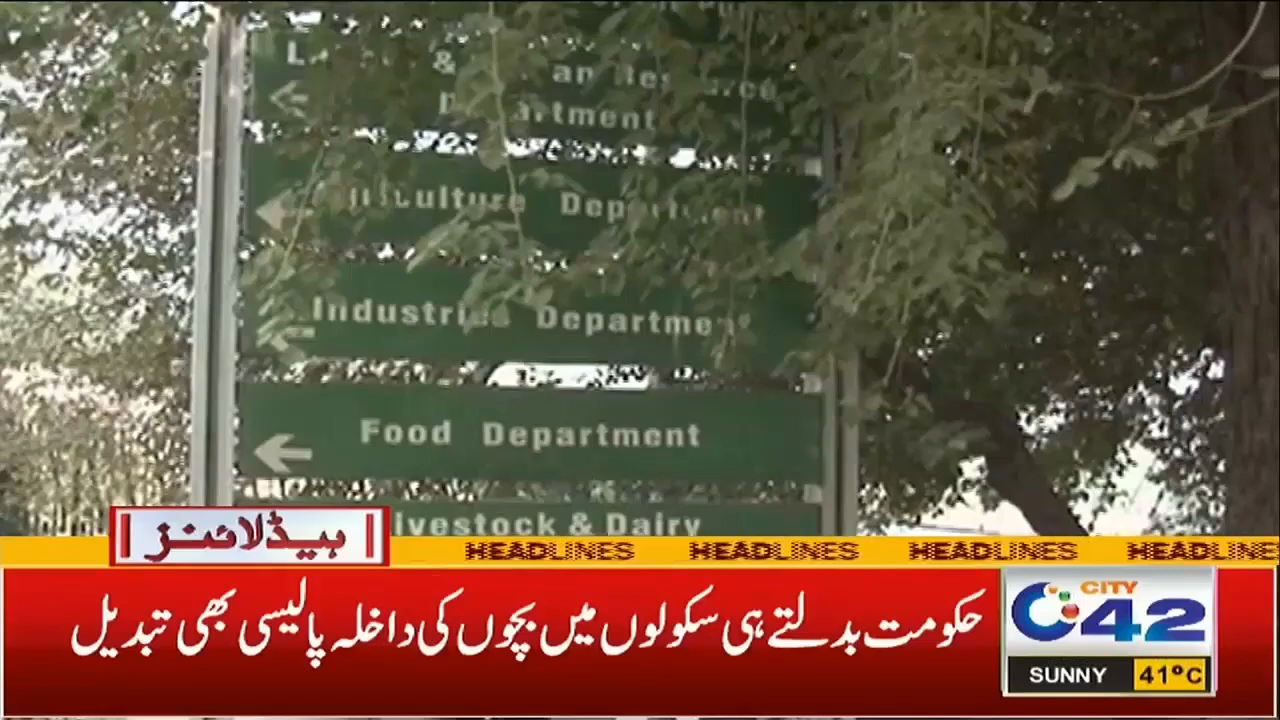 & Resource
Department
Department
Industries Department
Food Department
Livestock & Dairy
ہیڈلائنز
HEADLINES HEADLINES HEADLINES HEADLINES
حکومت بدلتے ہی سکولوں میں بچوں کی داخلہ پالیسی بھی تبدیل
CITY
42
SUNNY 41°C